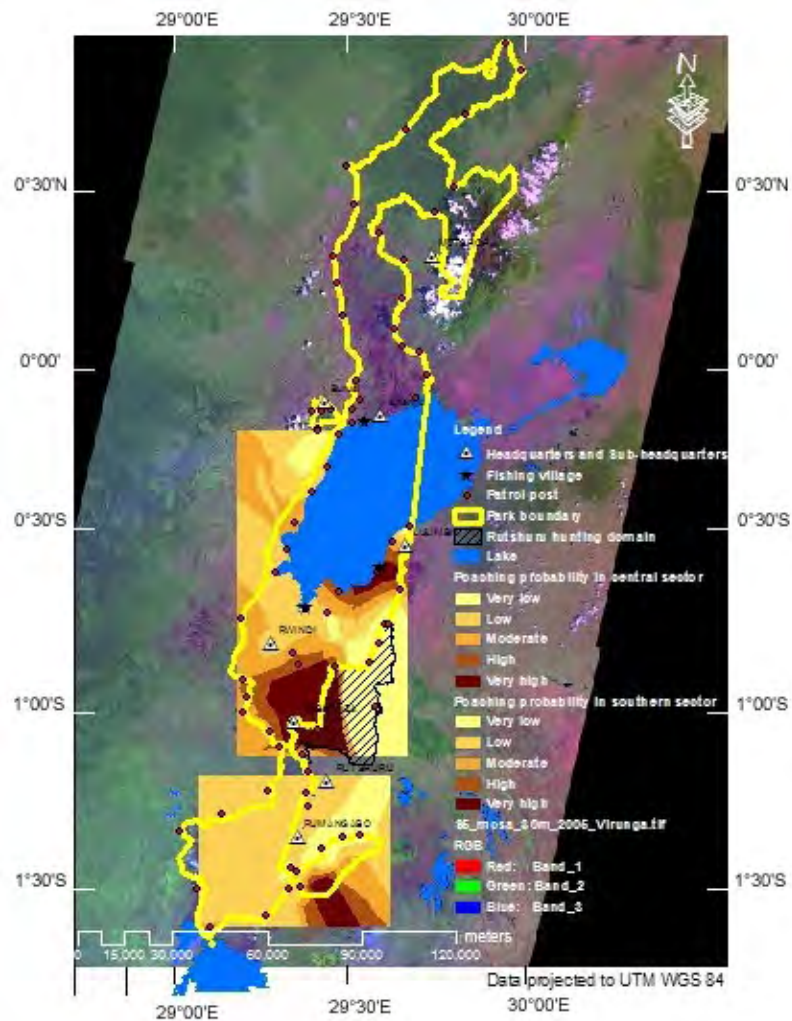 29°00'E 29°30'E 30°00'E
N
0°30'N 0°30'N
0°00' 0°00'
Legend
Headquarters and Sub-headquarters
Fishing village
Patrol post
0°30'S 0°30'S
Park boundary
Rutshuru hunting domain
Lake
Poaching probability in central sector
Very low
Low
RWINDI
Moderate
High
Very high
1°00'S 1°00'S
Poaching probability in southern sector
Very low
Low
Moderate
RUTSHURU
High
Very high
RUMANGABO
RGB
Red: Band_1
1°30'S 1°30'S
Green: Band_2
Blue: Band_3
meters
0 15,000 30,000 60,000 90,000 120,000
Data projected to UTM WGS 84
29°00'E 29°30'E 30°00'E